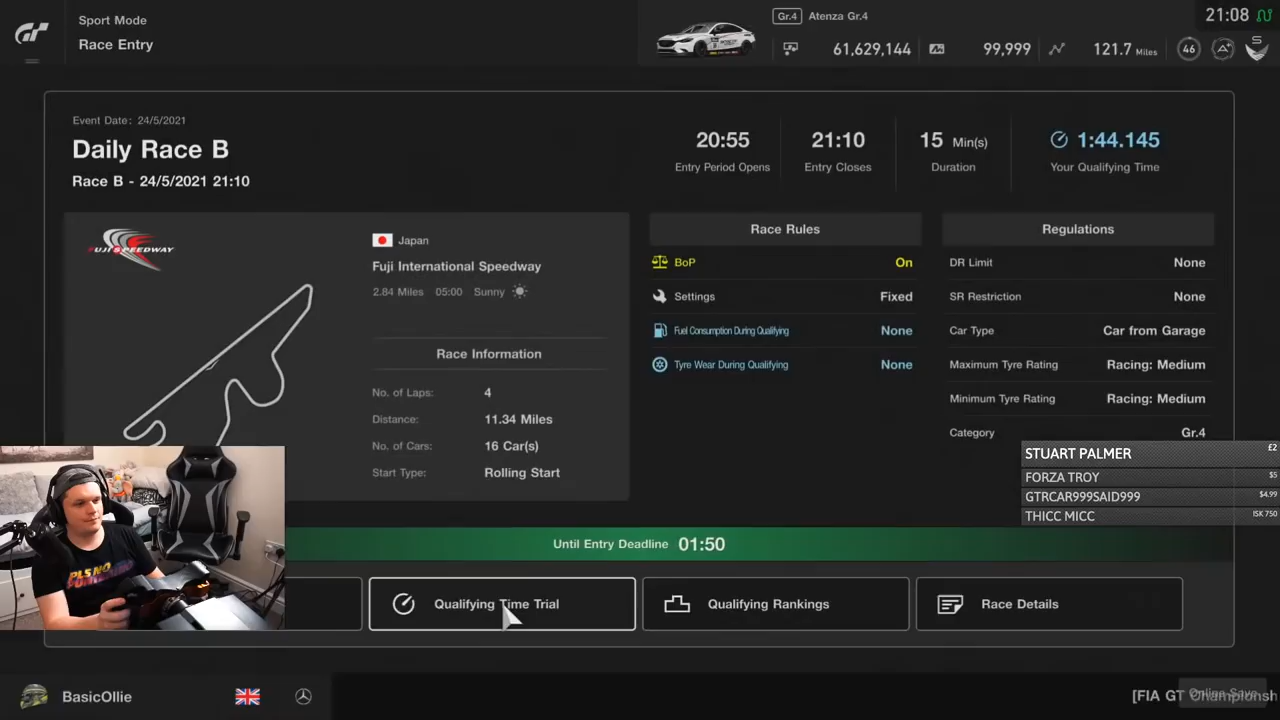 Sport Mode
Race Entry
Gr.4 Atenza Gr.4
21:08
61,629,144 99,999 121.7 Miles 46 S
Event Date: 24/5/2021
Daily Race B
Race B - 24/5/2021 21:10
20:55
Entry Period Opens
21:10
Entry Closes
15 Min(s)
Duration
1:44.145
Your Qualifying Time
FUJI SPEEDWAY
Japan
Fuji International Speedway
2.84 Miles 05:00 Sunny
Race Information
No. of Laps: 4
Distance: 11.34 Miles
No. of Cars: 16 Car(s)
Start Type: Rolling Start
Race Rules
BoP On
Settings Fixed
Fuel Consumption During Qualifying None
Tyre Wear During Qualifying None
Regulations
DR Limit None
SR Restriction None
Car Type Car from Garage
Maximum Tyre Rating Racing: Medium
Minimum Tyre Rating Racing: Medium
Category Gr.4
STUART PALMER £2
FORZA TROY $5
GTRCAR999SAID999 $4.99
THICC MICC ISK 750
Until Entry Deadline 01:50
PLS NO
Qualifying Time Trial
Qualifying Rankings
Race Details
BasicOllie
[FIA GT Championsh